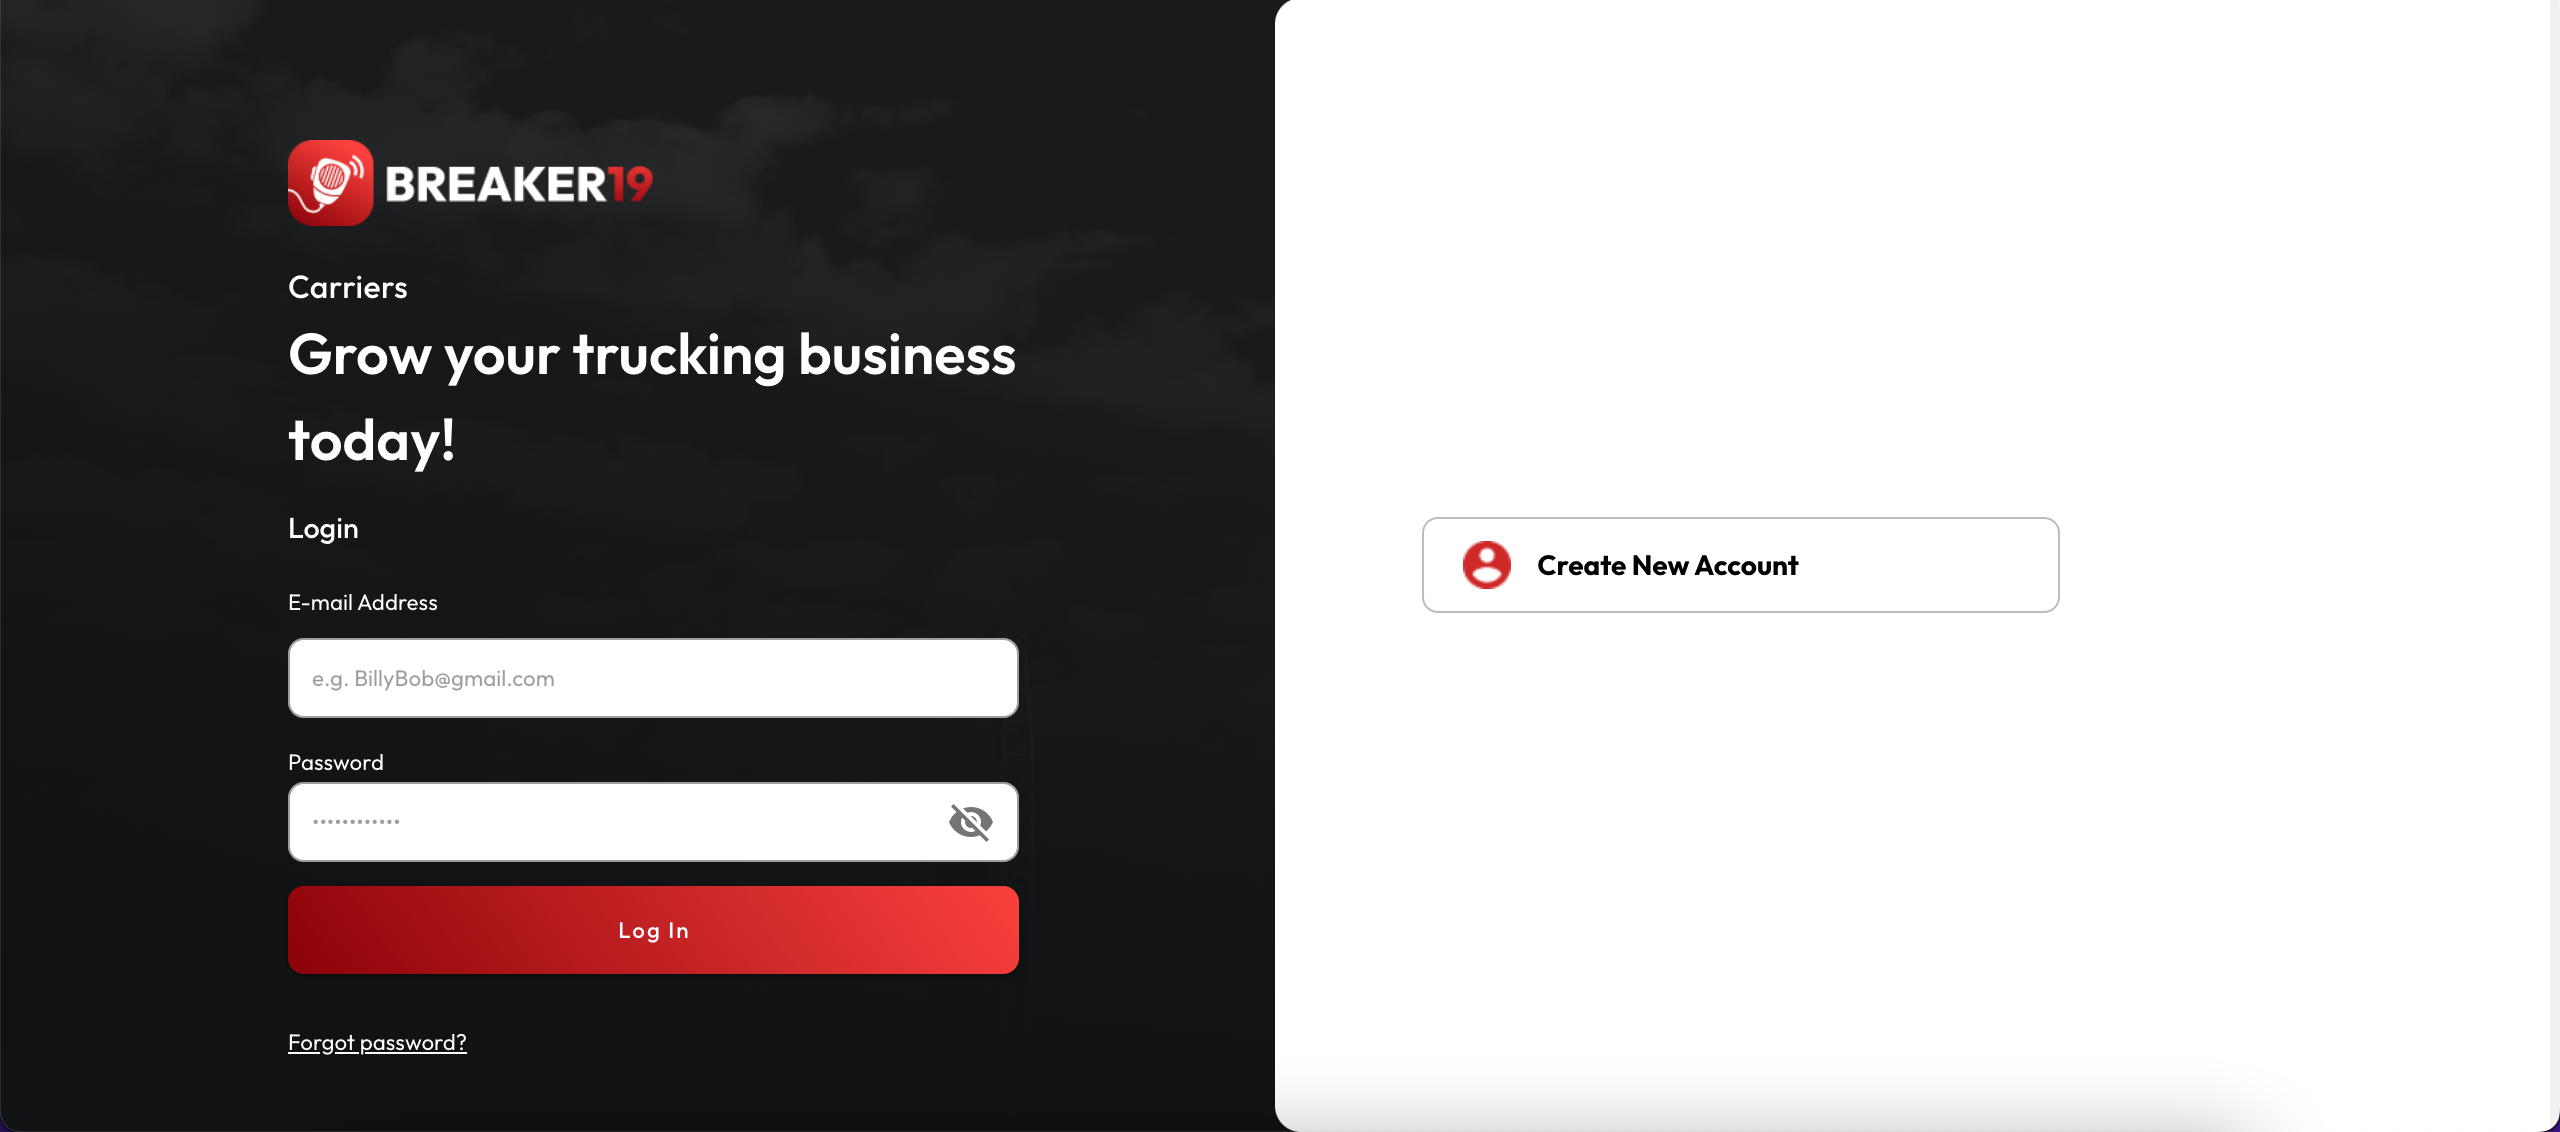 BREAKER19
Carriers
Grow your trucking business
today!
Login
E-mail Address
e.g. BillyBob@gmail.com
Password
••••••••••••
Log In
Forgot password?
Create New Account